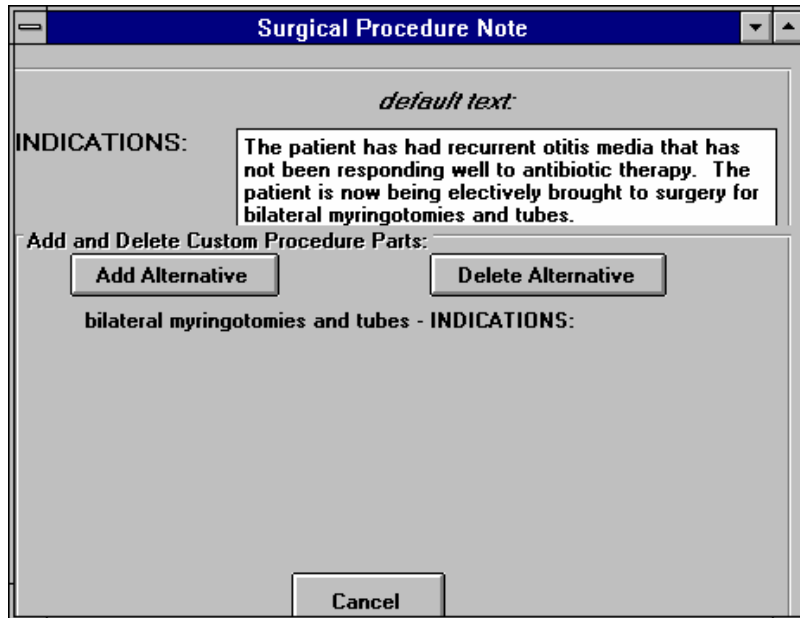 Surgical Procedure Note
default text:
INDICATIONS:
The patient has had recurrent otitis media that has
not been responding well to antibiotic therapy.  The
patient is now being electively brought to surgery for
bilateral myringotomies and tubes.
Add and Delete Custom Procedure Parts:
Add Alternative
Delete Alternative
bilateral myringotomies and tubes - INDICATIONS:
Cancel